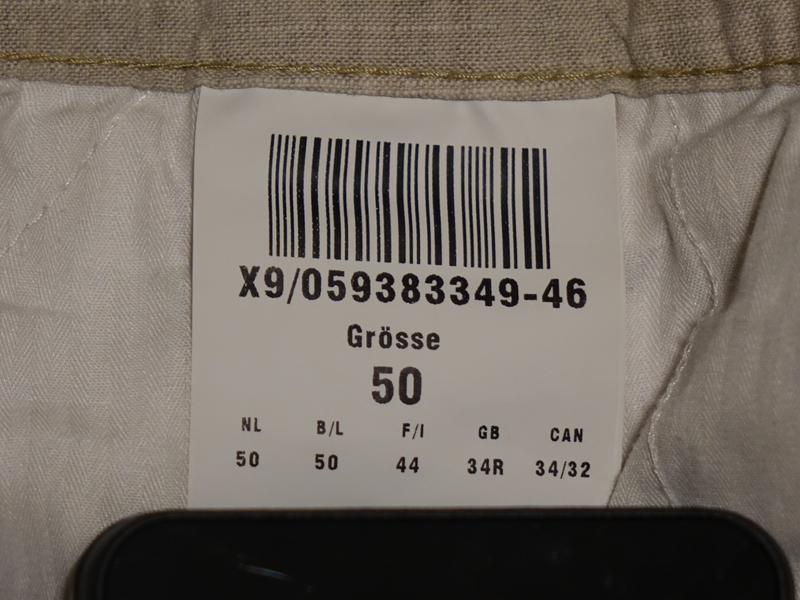 X9/059383349-46
Grösse
50
NL B/L F/I GB CAN
50 50 44 34R 34/32